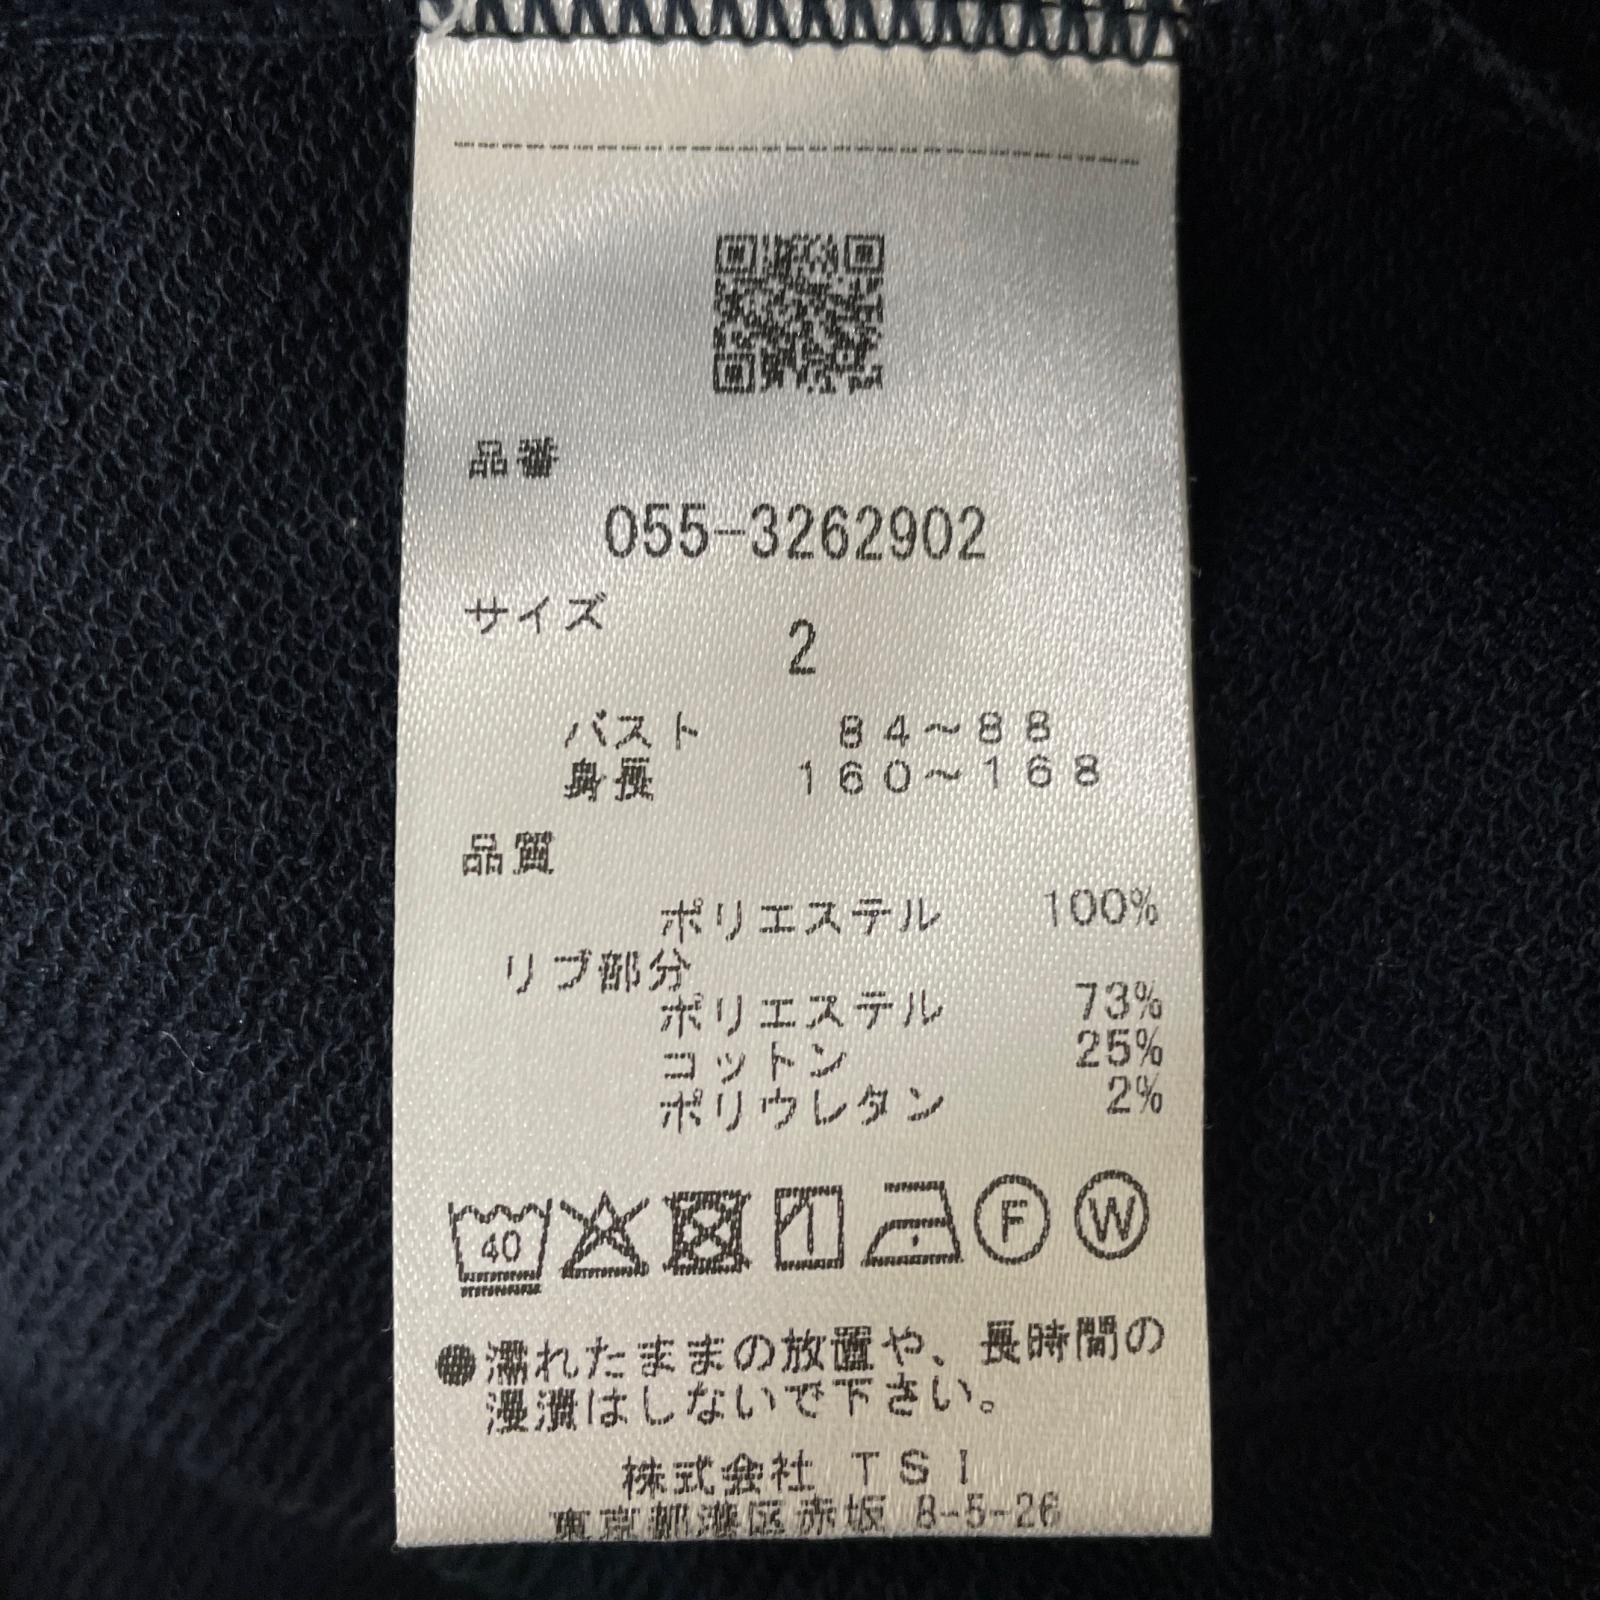 品番
055-3262902
サイズ
2
バスト 84～88
身長 160～168
品質
ポリエステル 100%
リブ部分
ポリエステル 73%
コットン 25%
ポリウレタン 2%
40 F W
●濡れたままの放置や、長時間の
浸漬はしないで下さい。
株式会社 TSI
東京都港区赤坂 8-5-26